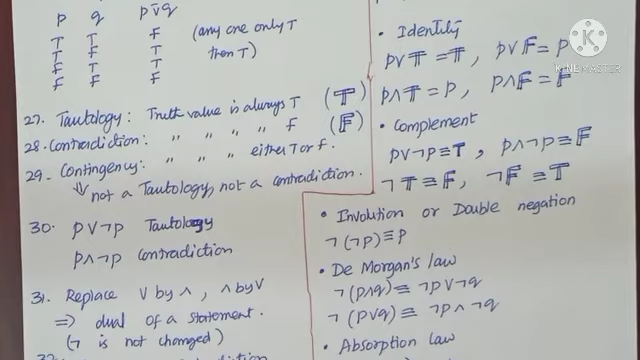 p q p ⊽ q
T T F (any one only T
T F T then T)
F T T
F F F
27. Tautology: Truth value is always T (𝕋)
28. Contradiction: " " " " F (𝔽)
29. Contingency: " " " either T or F.
⇓ not a Tautology, not a contradiction.
30. p∨¬p Tautology
p∧¬p contradiction
31. Replace ∨ by ∧, ∧ by ∨
⇒ dual of a statement.
(¬ is not changed)
• Identity
p∨𝕋 = 𝕋, p∨𝔽 = p
p∧𝕋 = p, p∧𝔽 = 𝔽
• Complement
p∨¬p ≡ 𝕋, p∧¬p ≡ 𝔽
¬𝕋 ≡ 𝔽, ¬𝔽 ≡ 𝕋
• Involution or Double negation
¬(¬p) ≡ p
• De Morgan's law
¬(p∧q) ≡ ¬p∨¬q
¬(p∨q) ≡ ¬p∧¬q
• Absorption law
KINEMASTER